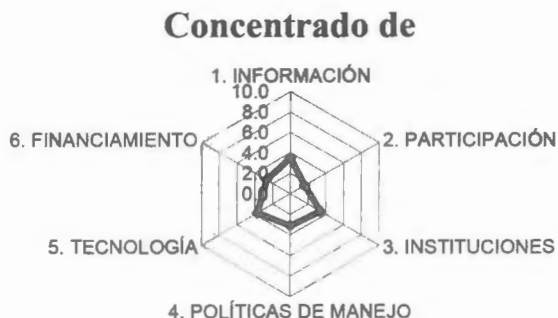 Concentrado de
1. INFORMACIÓN
10.0
8.0
6. FINANCIAMIENTO
6.0
2. PARTICIPACIÓN
4.0
2.0
0
5. TECNOLOGÍA
3. INSTITUCIONES
4. POLÍTICAS DE MANEJO